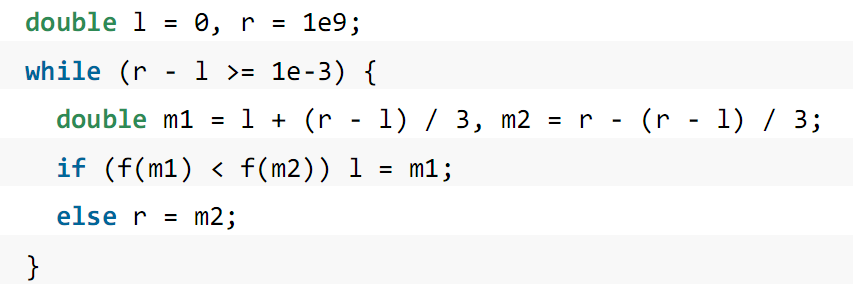 double l = 0, r = 1e9;
while (r - l >= 1e-3) {
  double m1 = l + (r - l) / 3, m2 = r - (r - l) / 3;
  if (f(m1) < f(m2)) l = m1;
  else r = m2;
}